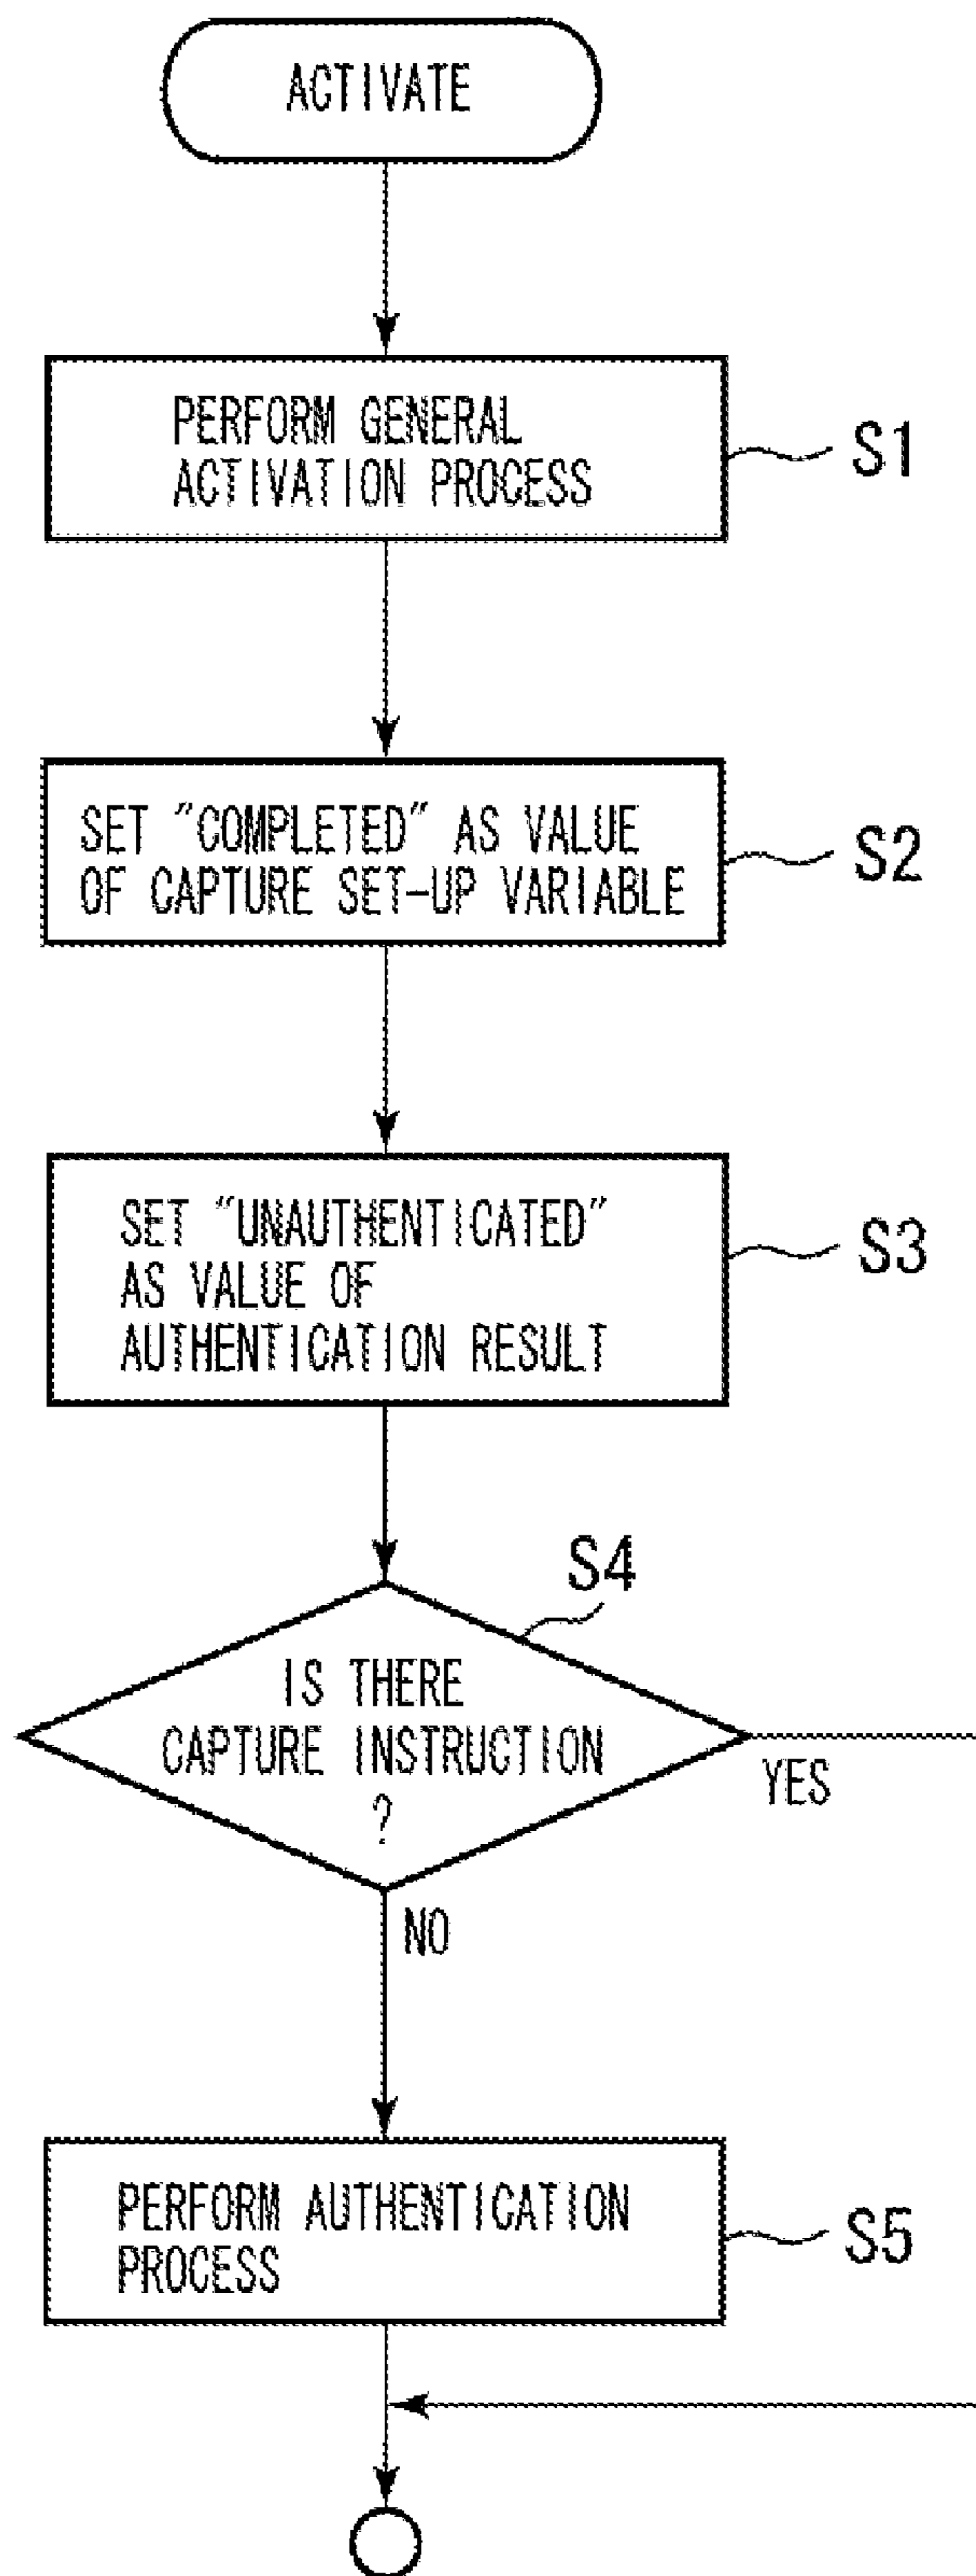 ACTIVATE
PERFORM GENERAL
ACTIVATION PROCESS
S1
SET "COMPLETED" AS VALUE
OF CAPTURE SET-UP VARIABLE
S2
SET "UNAUTHENTICATED"
AS VALUE OF
AUTHENTICATION RESULT
S3
S4
IS THERE
CAPTURE INSTRUCTION
?
YES
NO
PERFORM AUTHENTICATION
PROCESS
S5